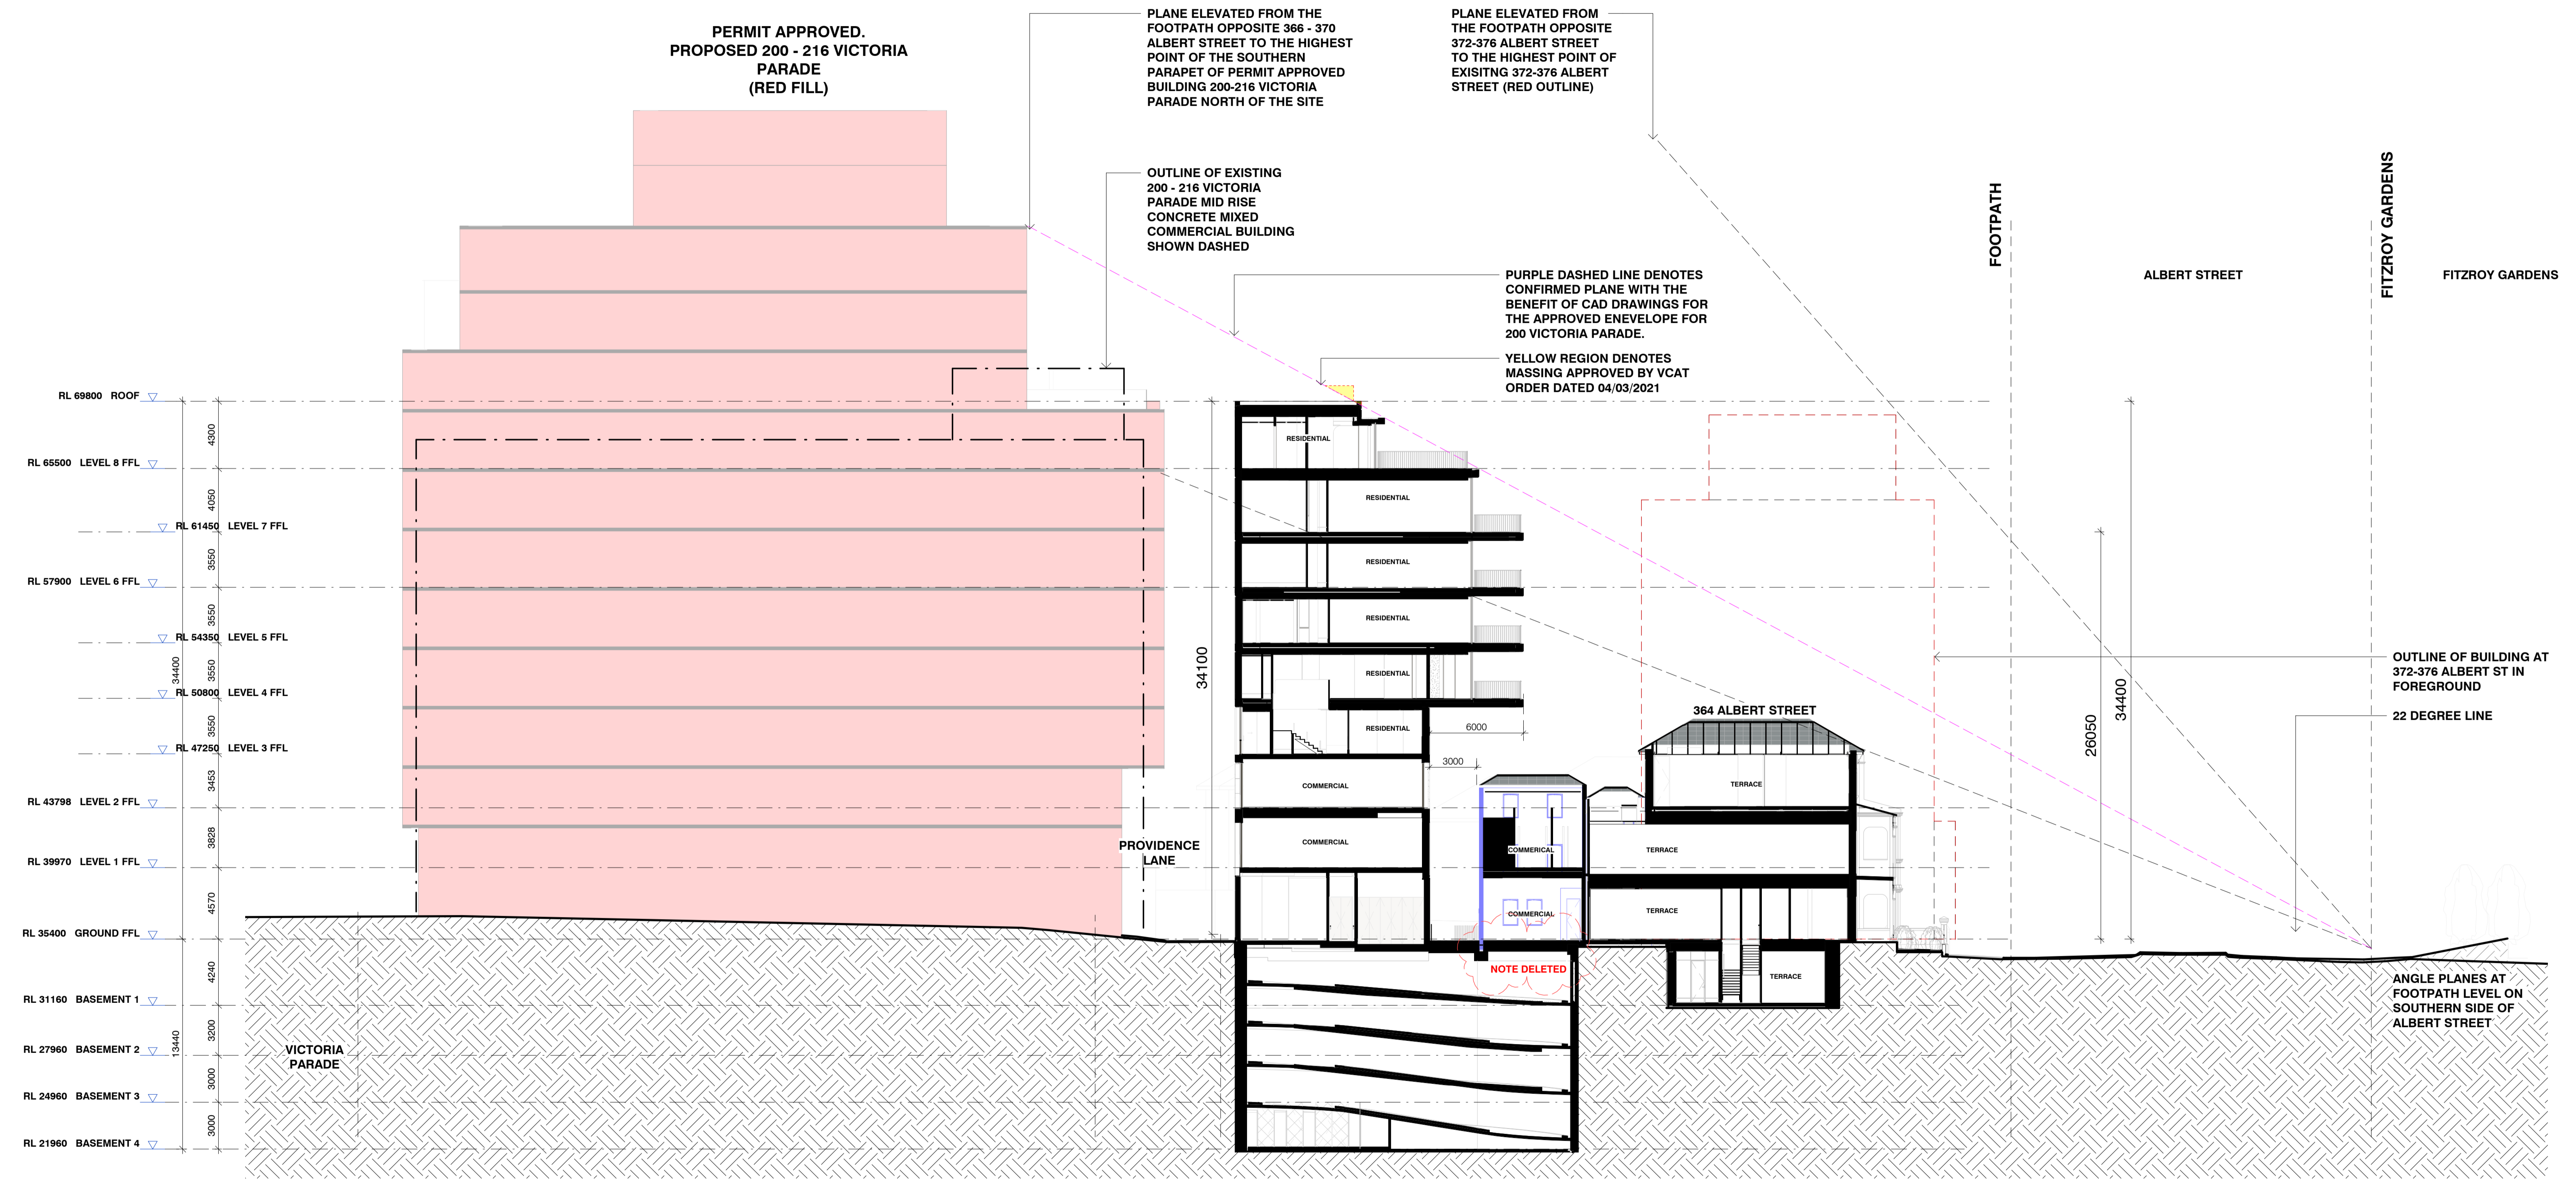 PERMIT APPROVED.
PROPOSED 200 - 216 VICTORIA
PARADE
(RED FILL)
PLANE ELEVATED FROM THE
FOOTPATH OPPOSITE 366 - 370
ALBERT STREET TO THE HIGHEST
POINT OF THE SOUTHERN
PARAPET OF PERMIT APPROVED
BUILDING 200-216 VICTORIA
PARADE NORTH OF THE SITE
PLANE ELEVATED FROM
THE FOOTPATH OPPOSITE
372-376 ALBERT STREET
TO THE HIGHEST POINT OF
EXISITNG 372-376 ALBERT
STREET (RED OUTLINE)
OUTLINE OF EXISTING
200 - 216 VICTORIA
PARADE MID RISE
CONCRETE MIXED
COMMERCIAL BUILDING
SHOWN DASHED
PURPLE DASHED LINE DENOTES
CONFIRMED PLANE WITH THE
BENEFIT OF CAD DRAWINGS FOR
THE APPROVED ENEVELOPE FOR
200 VICTORIA PARADE.
YELLOW REGION DENOTES
MASSING APPROVED BY VCAT
ORDER DATED 04/03/2021
FOOTPATH
ALBERT STREET
FITZROY GARDENS
FITZROY GARDENS
RL 69800 ROOF
4300
RL 65500 LEVEL 8 FFL
4050
RL 61450 LEVEL 7 FFL
3550
RL 57900 LEVEL 6 FFL
3550
RL 54350 LEVEL 5 FFL
3550
34400
RL 50800 LEVEL 4 FFL
3550
RL 47250 LEVEL 3 FFL
3453
RL 43798 LEVEL 2 FFL
3828
RL 39970 LEVEL 1 FFL
4570
RL 35400 GROUND FFL
4240
RL 31160 BASEMENT 1
3200
13440
RL 27960 BASEMENT 2
3000
RL 24960 BASEMENT 3
3000
RL 21960 BASEMENT 4
VICTORIA
PARADE
PROVIDENCE
LANE
34100
RESIDENTIAL
RESIDENTIAL
RESIDENTIAL
RESIDENTIAL
RESIDENTIAL
RESIDENTIAL
6000
3000
COMMERCIAL
COMMERCIAL
COMMERICAL
COMMERCIAL
NOTE DELETED
364 ALBERT STREET
TERRACE
TERRACE
TERRACE
TERRACE
26050
34400
OUTLINE OF BUILDING AT
372-376 ALBERT ST IN
FOREGROUND
22 DEGREE LINE
ANGLE PLANES AT
FOOTPATH LEVEL ON
SOUTHERN SIDE OF
ALBERT STREET